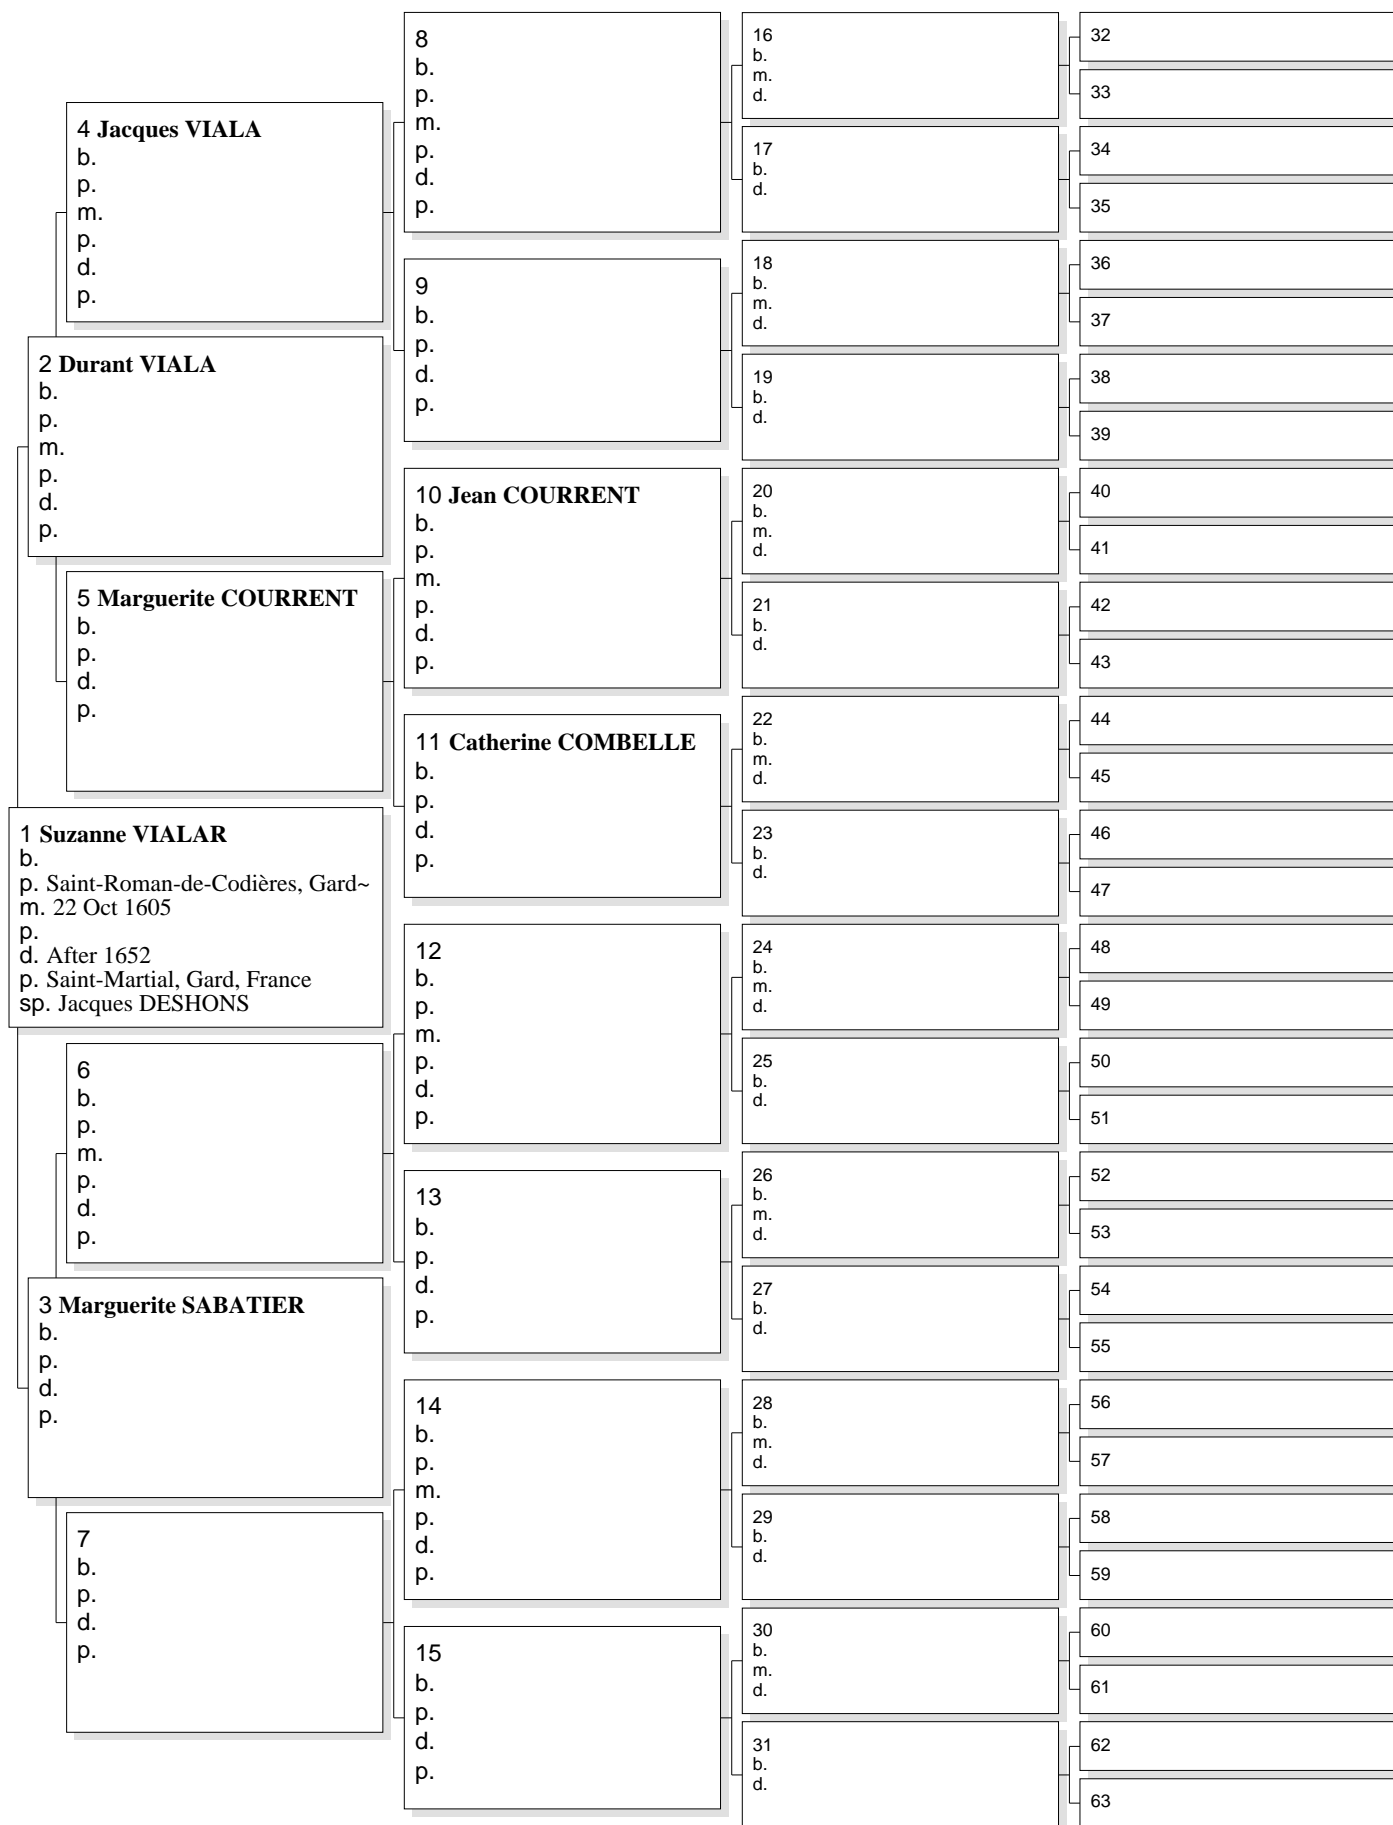 8
b.
p.
m.
p.
d.
p.
16
b.
m.
d.
32
33
4 Jacques VIALA
b.
p.
m.
p.
d.
p.
17
b.
d.
34
35
9
b.
p.
d.
p.
18
b.
m.
d.
36
37
2 Durant VIALA
b.
p.
m.
p.
d.
p.
19
b.
d.
38
39
10 Jean COURRENT
b.
p.
m.
p.
d.
p.
20
b.
m.
d.
40
41
5 Marguerite COURRENT
b.
p.
d.
p.
21
b.
d.
42
43
11 Catherine COMBELLE
b.
p.
d.
p.
22
b.
m.
d.
44
45
1 Suzanne VIALAR
b.
p. Saint-Roman-de-Codières, Gard~
m. 22 Oct 1605
p.
d. After 1652
p. Saint-Martial, Gard, France
sp. Jacques DESHONS
23
b.
d.
46
47
12
b.
p.
m.
p.
d.
p.
24
b.
m.
d.
48
49
6
b.
p.
m.
p.
d.
p.
25
b.
d.
50
51
13
b.
p.
d.
p.
26
b.
m.
d.
52
53
3 Marguerite SABATIER
b.
p.
d.
p.
27
b.
d.
54
55
14
b.
p.
m.
p.
d.
p.
28
b.
m.
d.
56
57
7
b.
p.
d.
p.
29
b.
d.
58
59
15
b.
p.
d.
p.
30
b.
m.
d.
60
61
31
b.
d.
62
63